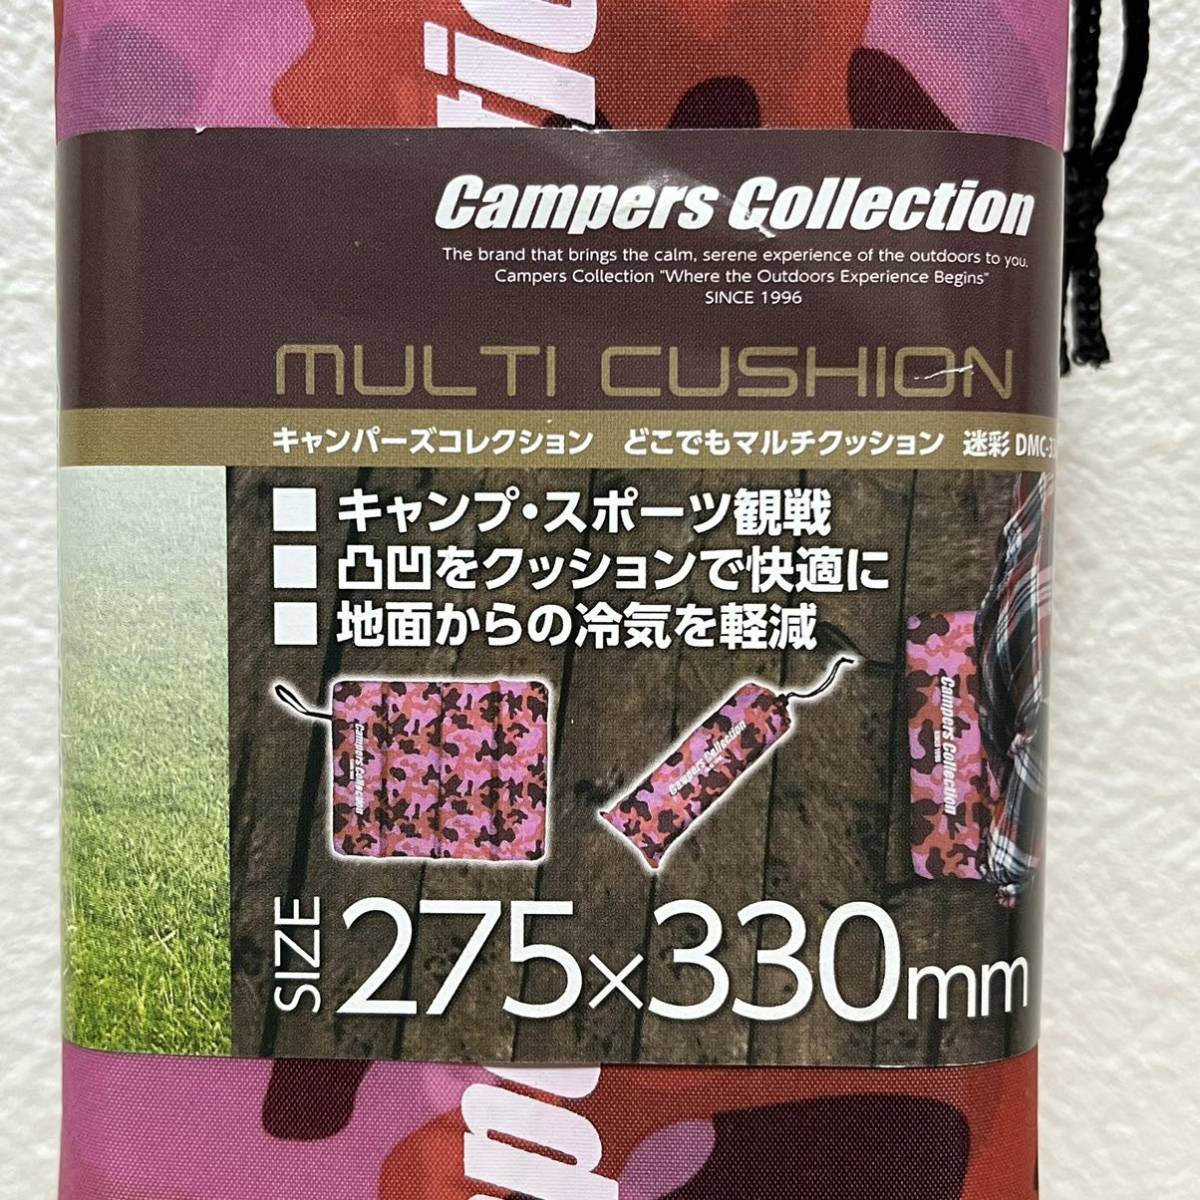 tio
Campers Collection
The brand that brings the calm, serene experience of the outdoors to you.
Campers Collection "Where the Outdoors Experience Begins"
SINCE 1996
MULTI CUSHION
キャンパーズコレクション どこでもマルチクッション 迷彩 DMC-3
■ キャンプ・スポーツ観戦
■ 凸凹をクッションで快適に
■ 地面からの冷気を軽減
Campers Collection
Campers Collection
Campers Collection
SIZE 275×330mm
mp